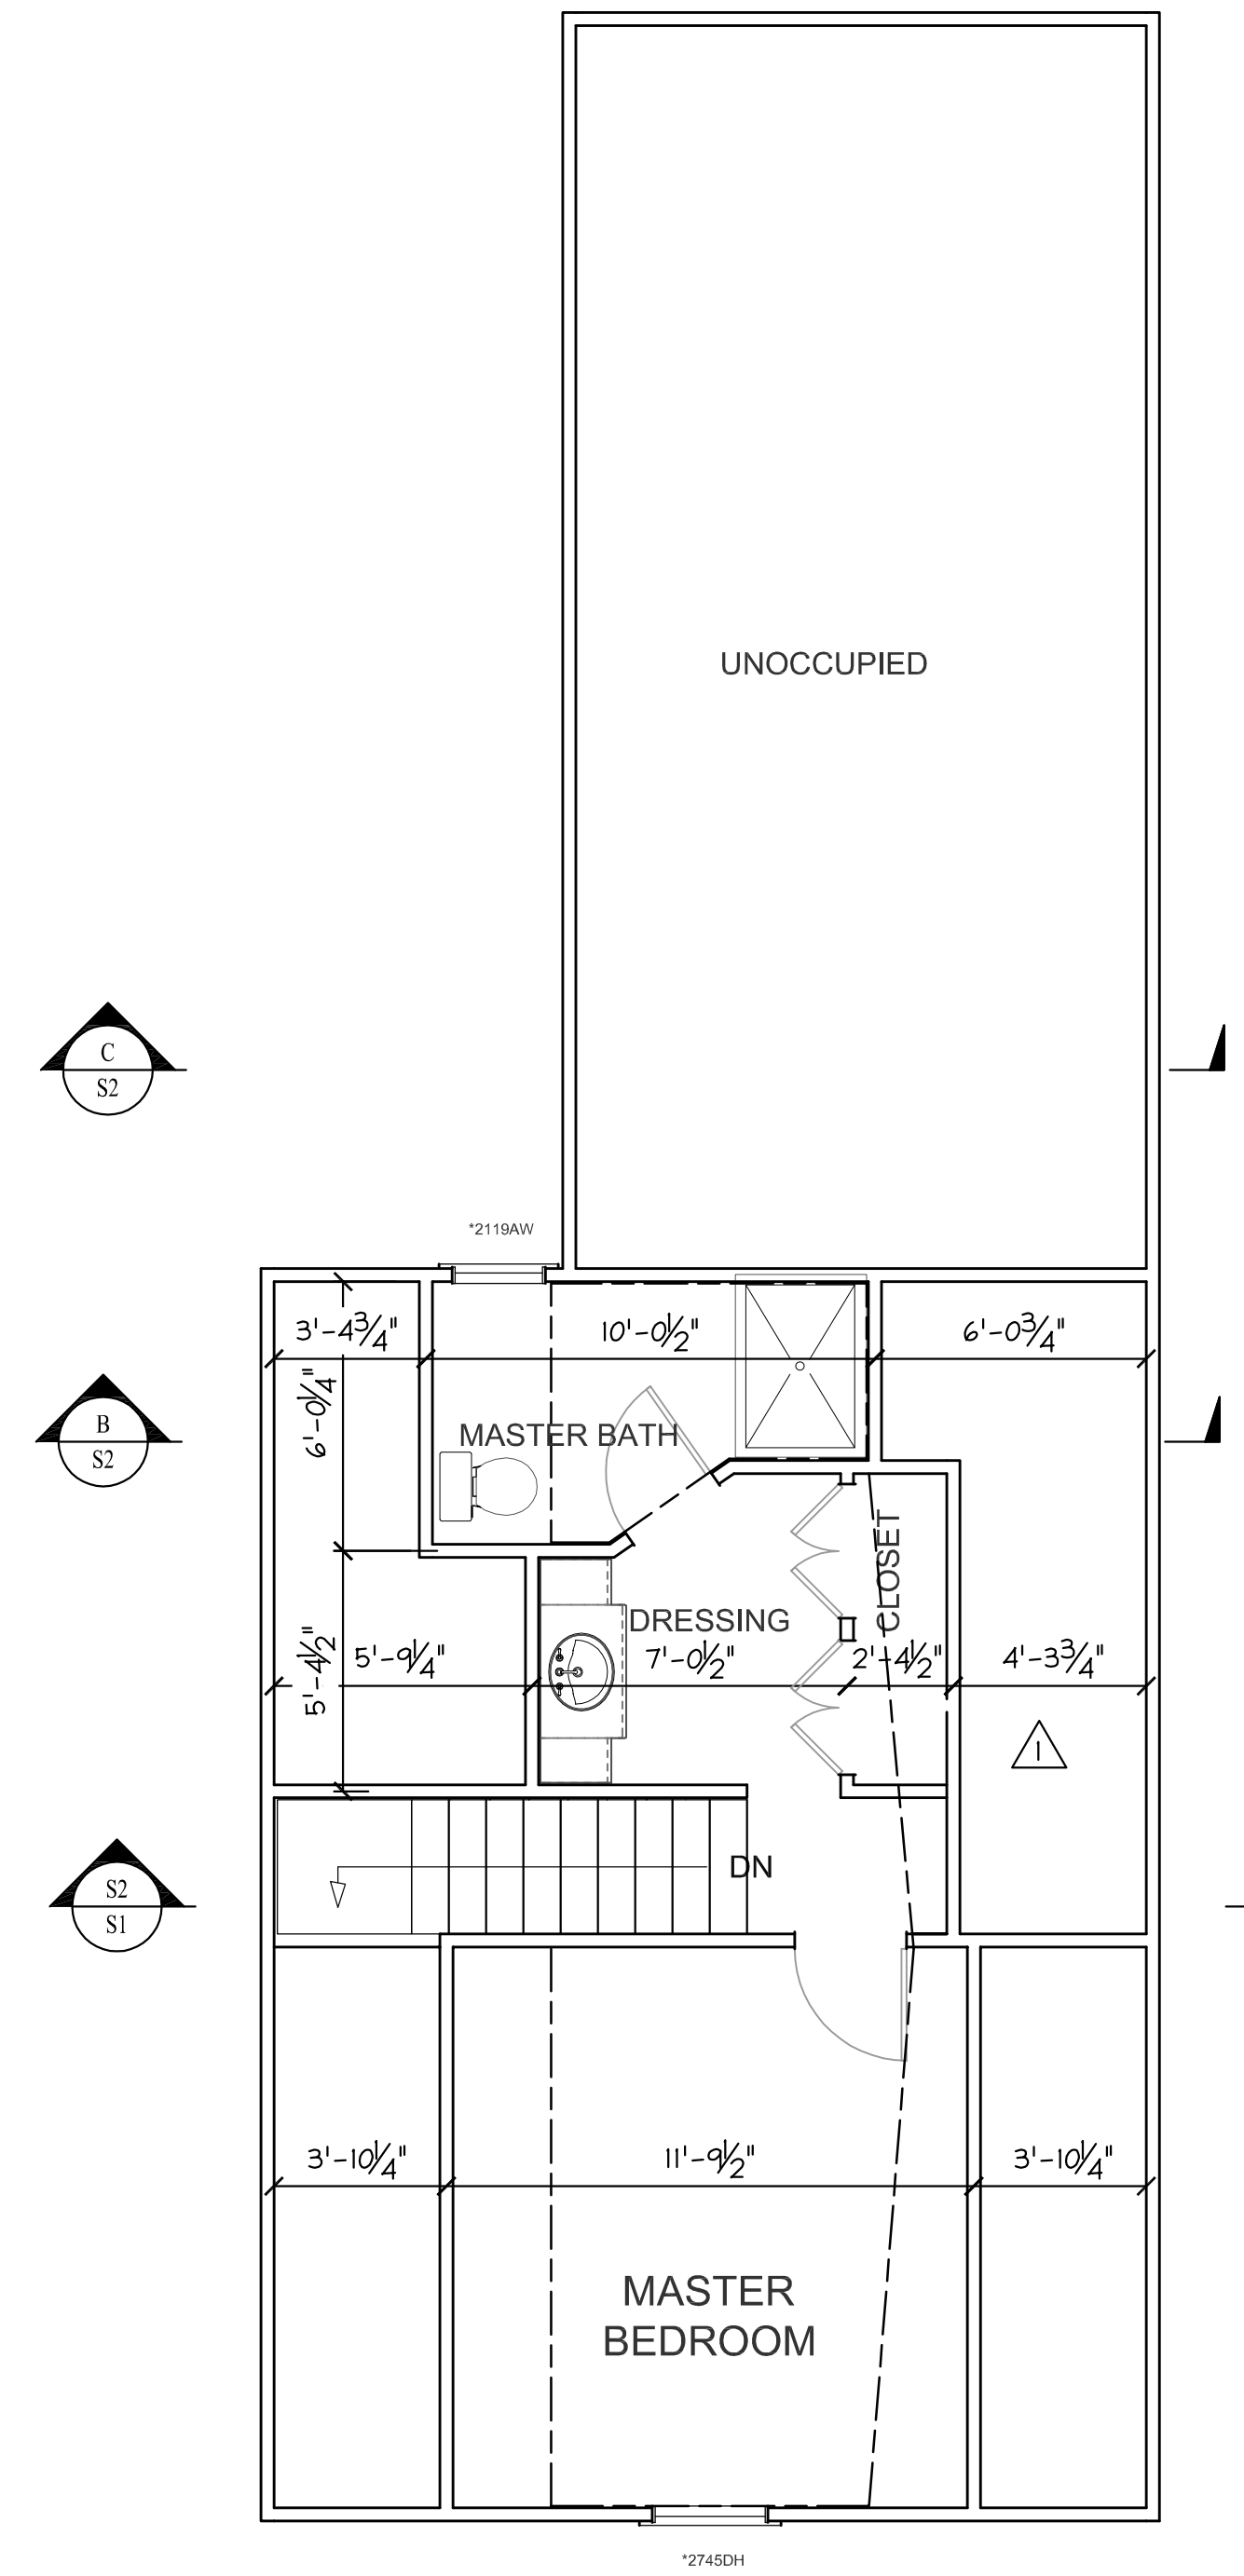 UNOCCUPIED
C
S2
*2119AW
3'-4¾"
10'-0½"
6'-0¾"
6'-0¼"
B
S2
MASTER BATH
CLOSET
DRESSING
5'-4½"
5'-9¼"
7'-0½"
2'-4½"
4'-3¾"
1
S2
S1
DN
3'-10¼"
11'-9½"
3'-10¼"
MASTER
BEDROOM
*2745DH